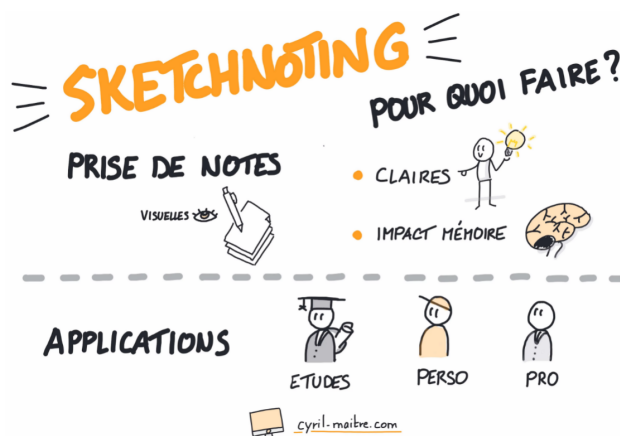 SKETCHNOTING
POUR QUOI FAIRE?
PRISE DE NOTES
VISUELLES
CLAIRES
IMPACT MÉMOIRE
APPLICATIONS
ETUDES
PERSO
PRO
cyril-maitre.com